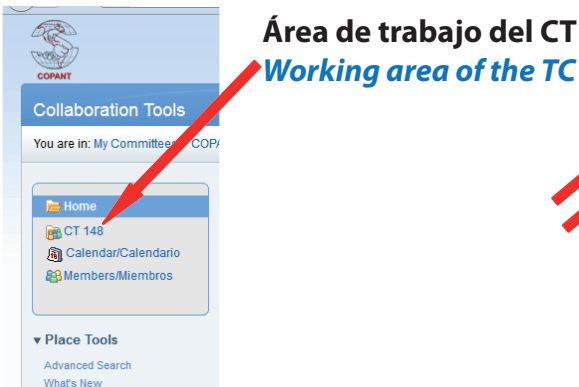 Área de trabajo del CT
Working area of the TC
COPANT
Collaboration Tools
You are in: My Committees COPA
Home
CT 148
Calendar/Calendario
Members/Miembros
Place Tools
Advanced Search
What's New